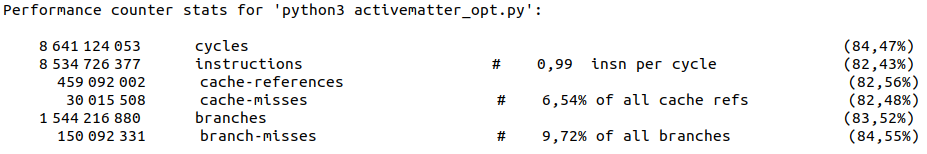 Performance counter stats for 'python3 activematter_opt.py':
8 641 124 053 cycles (84,47%)
8 534 726 377 instructions # 0,99 insn per cycle (82,43%)
459 092 002 cache-references (82,56%)
30 015 508 cache-misses # 6,54% of all cache refs (82,48%)
1 544 216 880 branches (83,52%)
150 092 331 branch-misses # 9,72% of all branches (84,55%)